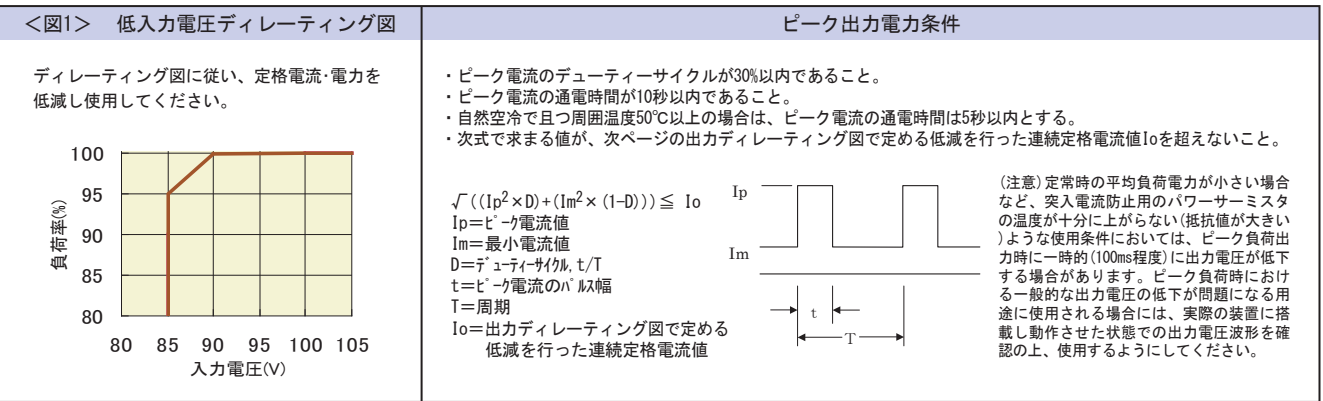 <図1> 低入力電圧ディレーティング図
ディレーティング図に従い、定格電流・電力を
低減し使用してください。
100
95
90
85
80
負荷率(%)
80 85 90 95 100 105
入力電圧(V)
ピーク出力電力条件
・ピーク電流のデューティーサイクルが30%以内であること。
・ピーク電流の通電時間が10秒以内であること。
・自然空冷で且つ周囲温度50℃以上の場合は、ピーク電流の通電時間は5秒以内とする。
・次式で求まる値が、次ページの出力ディレーティング図で定める低減を行った連続定格電流値Ioを超えないこと。
√((Ip²×D)+(Im²×(1-D)))≦ Io
Ip=ピーク電流値
Im=最小電流値
D=デューティーサイクル,t/T
t=ピーク電流のパルス幅
T=周期
Io=出力ディレーティング図で定める
低減を行った連続定格電流値
Ip
Im
t
T
(注意)定常時の平均負荷電力が小さい場合
など、突入電流防止用のパワーサーミスタ
の温度が十分に上がらない(抵抗値が大きい
)ような使用条件においては、ピーク負荷出
力時に一時的(100ms程度)に出力電圧が低下
する場合があります。ピーク負荷時におけ
る一般的な出力電圧の低下が問題になる用
途に使用される場合には、実際の装置に搭
載し動作させた状態での出力電圧波形を確
認の上、使用するようにしてください。